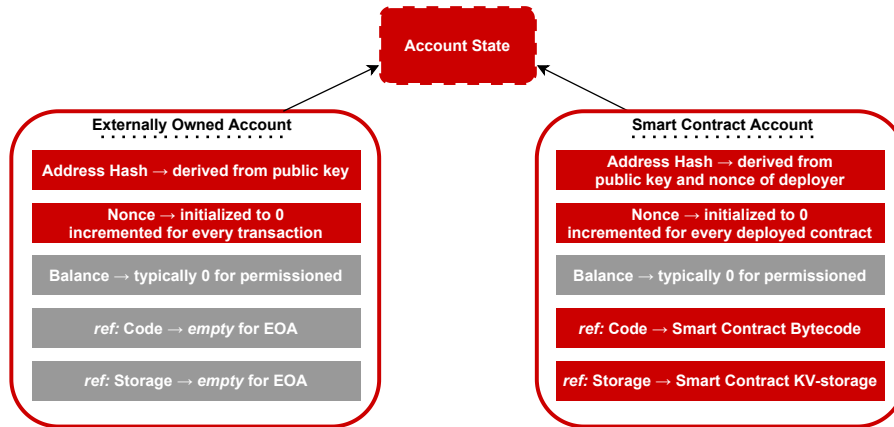 Account State
Externally Owned Account
Address Hash → derived from public key
Nonce → initialized to 0
incremented for every transaction
Balance → typically 0 for permissioned
ref: Code → empty for EOA
ref: Storage → empty for EOA
Smart Contract Account
Address Hash → derived from
public key and nonce of deployer
Nonce → initialized to 0
incremented for every deployed contract
Balance → typically 0 for permissioned
ref: Code → Smart Contract Bytecode
ref: Storage → Smart Contract KV-storage